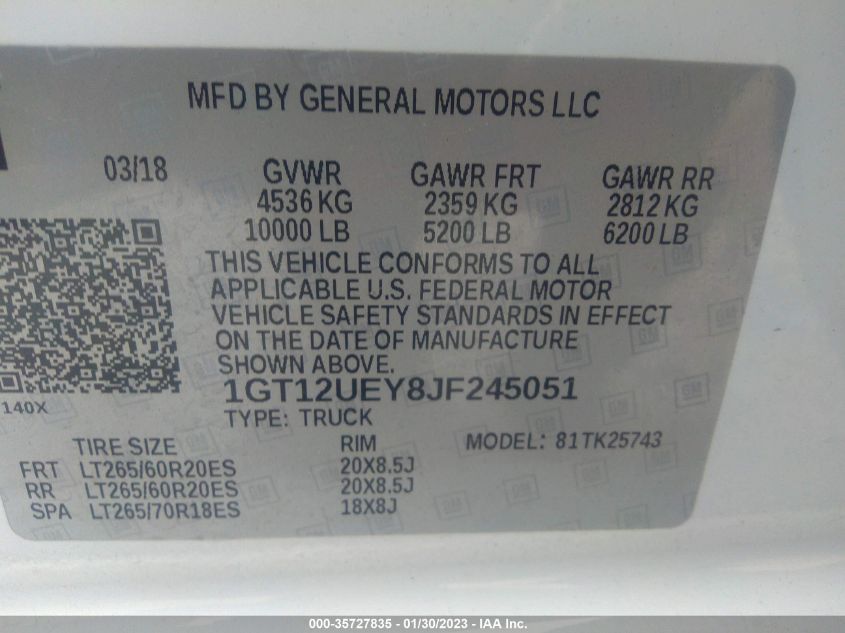 MFD BY GENERAL MOTORS LLC
03/18 GVWR GAWR FRT GAWR RR
4536 KG 2359 KG 2812 KG
10000 LB 5200 LB 6200 LB
THIS VEHICLE CONFORMS TO ALL
APPLICABLE U.S. FEDERAL MOTOR
VEHICLE SAFETY STANDARDS IN EFFECT
ON THE DATE OF MANUFACTURE
SHOWN ABOVE.
1GT12UEY8JF245051
140X
TYPE: TRUCK
TIRE SIZE RIM MODEL: 81TK25743
FRT LT265/60R20ES 20X8.5J
RR LT265/60R20ES 20X8.5J
SPA LT265/70R18ES 18X8J
000-35727835 - 01/30/2023 - IAA Inc.